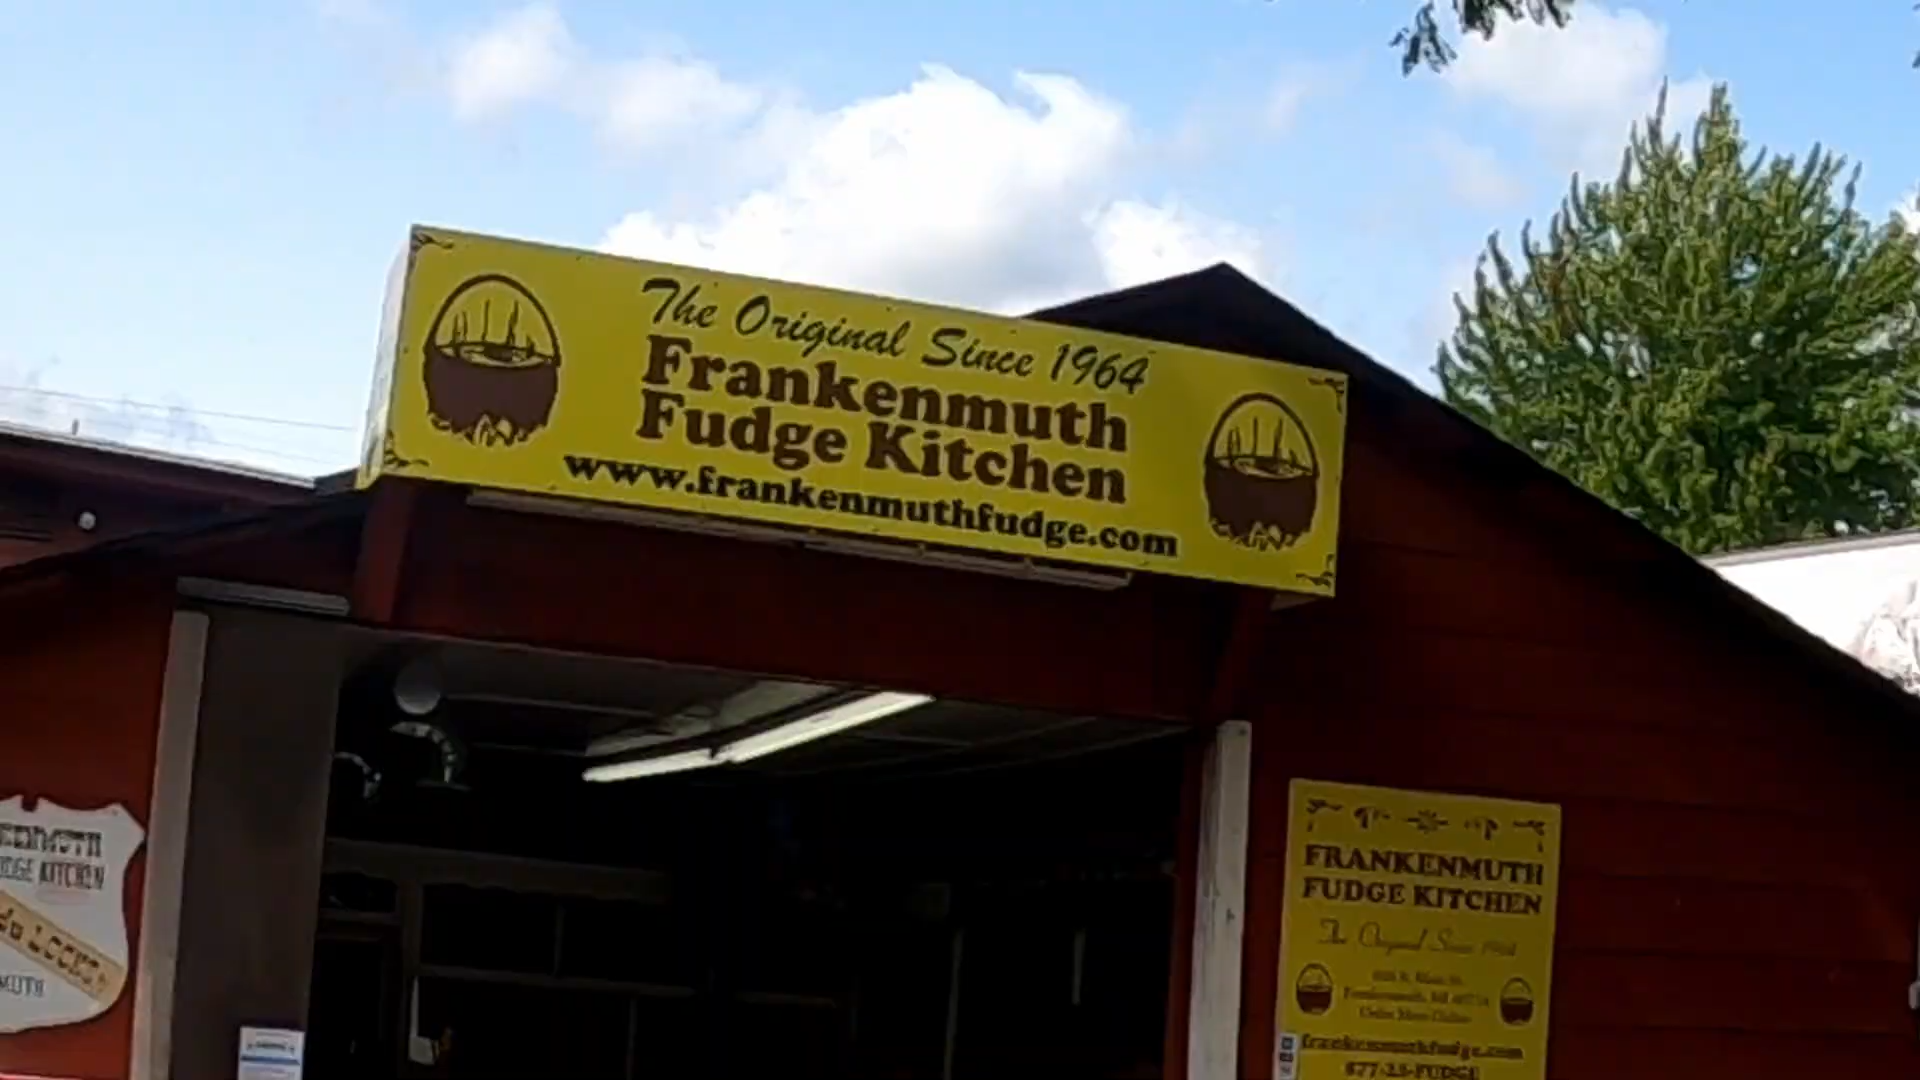 The Original Since 1964
Frankenmuth
Fudge Kitchen
www.frankenmuthfudge.com
KITCHEN
FRANKENMUTH
FUDGE KITCHEN
The Original Since 1964
frankenmuthfudge.com